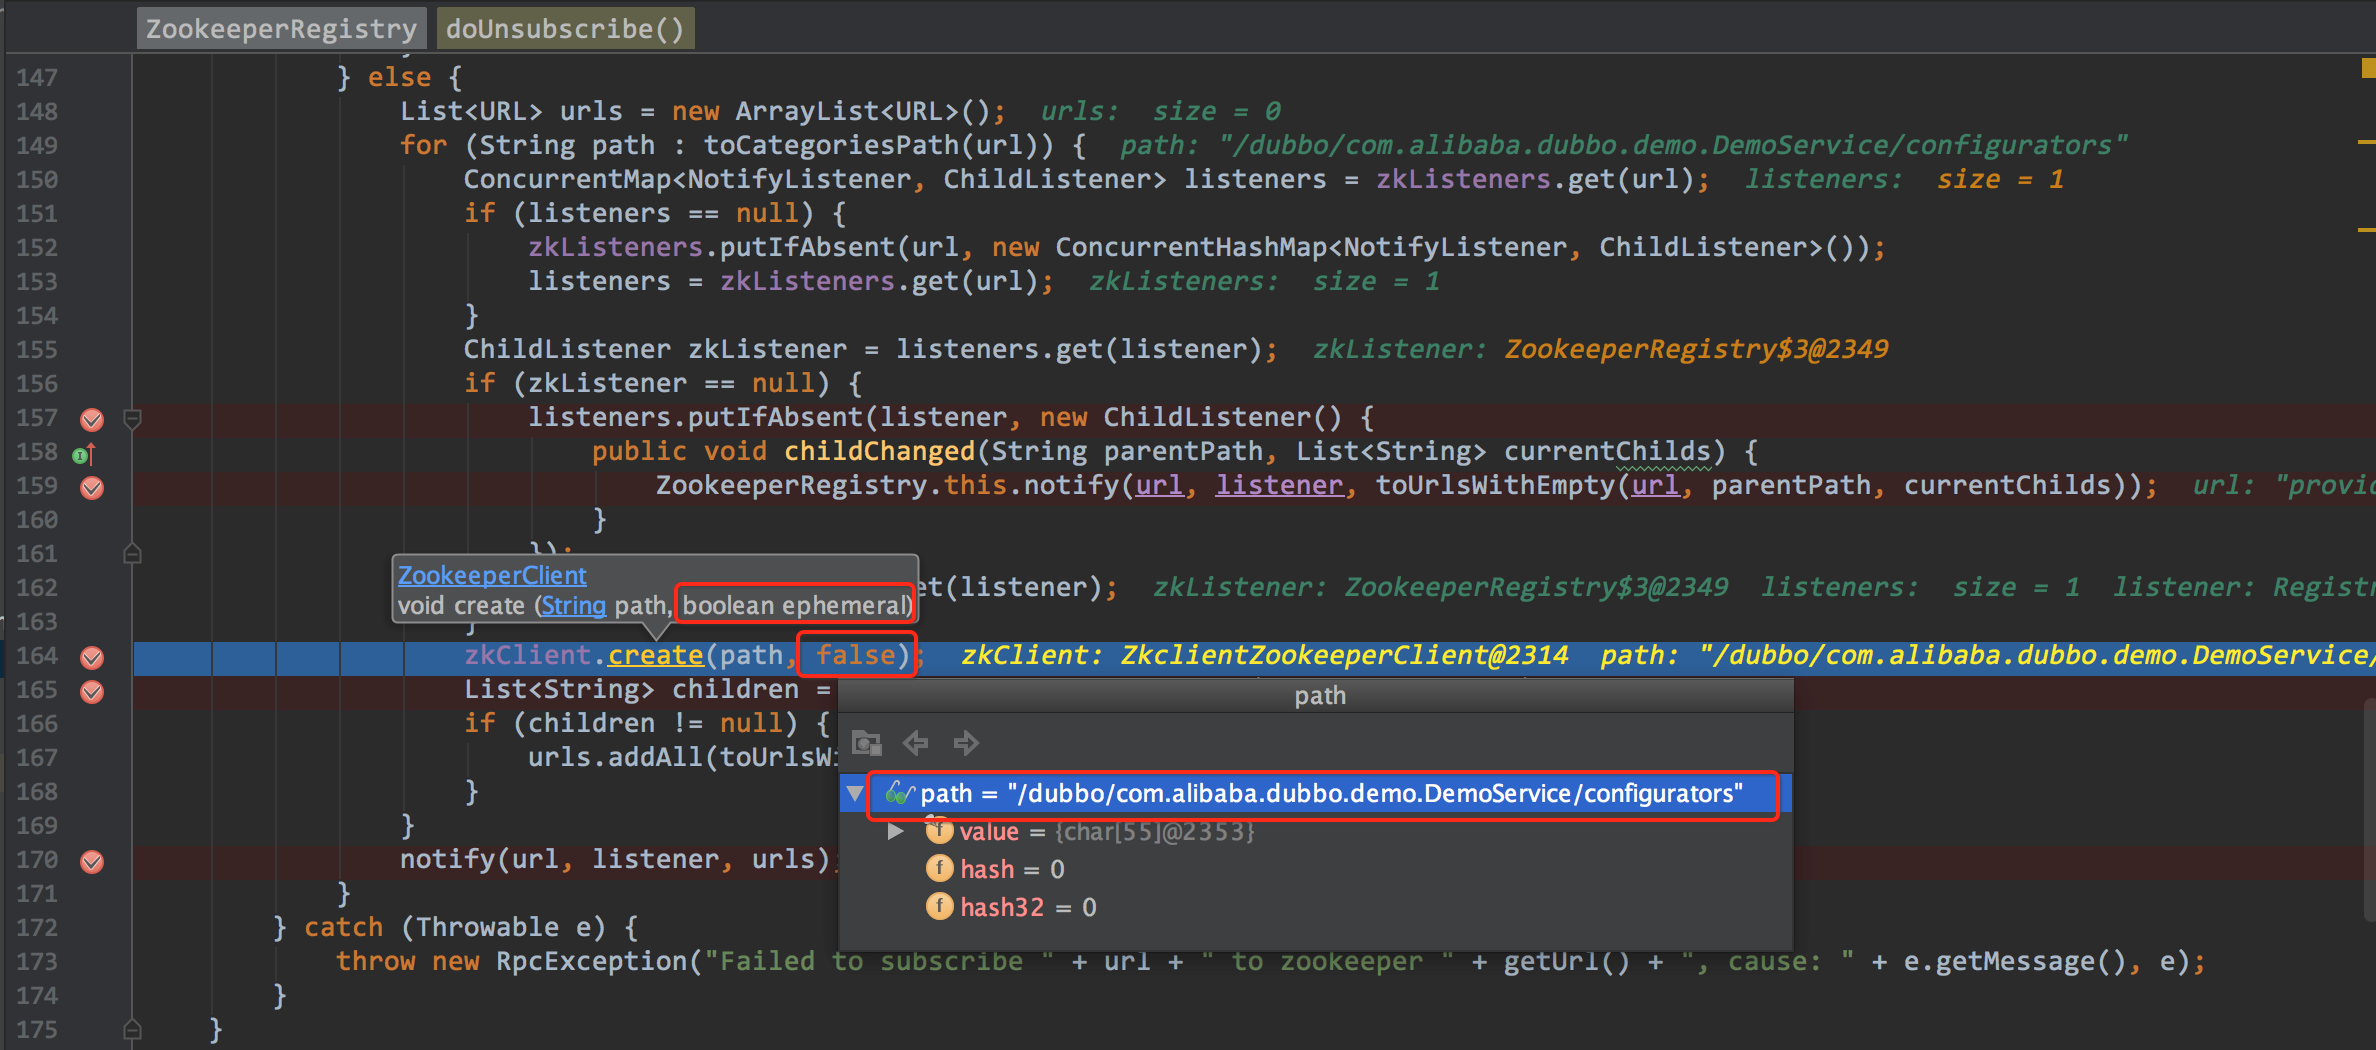 ZookeeperRegistry doUnsubscribe()
147 } else {
148 List<URL> urls = new ArrayList<URL>(); urls: size = 0
149 for (String path : toCategoriesPath(url)) { path: "/dubbo/com.alibaba.dubbo.demo.DemoService/configurators"
150 ConcurrentMap<NotifyListener, ChildListener> listeners = zkListeners.get(url); listeners: size = 1
151 if (listeners == null) {
152 zkListeners.putIfAbsent(url, new ConcurrentHashMap<NotifyListener, ChildListener>());
153 listeners = zkListeners.get(url); zkListeners: size = 1
154 }
155 ChildListener zkListener = listeners.get(listener); zkListener: ZookeeperRegistry$3@2349
156 if (zkListener == null) {
157 listeners.putIfAbsent(listener, new ChildListener() {
158 public void childChanged(String parentPath, List<String> currentChilds) {
159 ZookeeperRegistry.this.notify(url, listener, toUrlsWithEmpty(url, parentPath, currentChilds)); url: "provid
160 }
161 });
ZookeeperClient
void create (String path, boolean ephemeral)
162 et(listener); zkListener: ZookeeperRegistry$3@2349 listeners: size = 1 listener: Registr
163 }
164 zkClient.create(path, false); zkClient: ZkclientZookeeperClient@2314 path: "/dubbo/com.alibaba.dubbo.demo.DemoService/
165 List<String> children =
166 if (children != null) {
167 urls.addAll(toUrlsWi
168 }
169 }
170 notify(url, listener, urls);
171 }
172 } catch (Throwable e) {
173 throw new RpcException("Failed to subscribe " + url + " to zookeeper " + getUrl() + ", cause: " + e.getMessage(), e);
174 }
175 }
path
path = "/dubbo/com.alibaba.dubbo.demo.DemoService/configurators"
f value = {char[55]@2353}
f hash = 0
f hash32 = 0